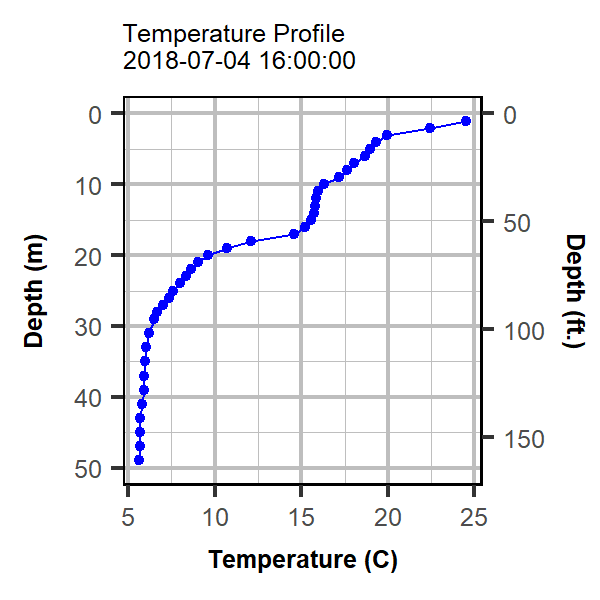 Temperature Profile
2018-07-04 16:00:00
0
10
20
30
40
50
Depth (m)
0
50
100
150
Depth (ft.)
5 10 15 20 25
Temperature (C)